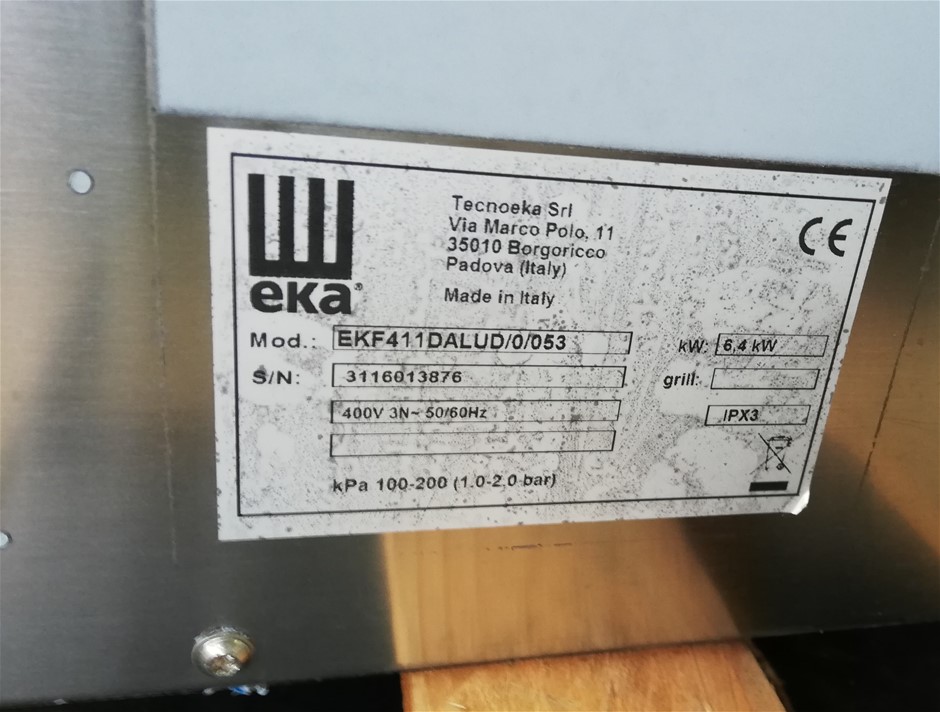 eka®
Tecnoeka Srl
Via Marco Polo, 11
35010 Borgoricco
Padova (Italy)
Made in Italy
CE
Mod.: EKF411DALUD/0/053
kW: 6,4 kW
S/N: 3116013876
grill:
400V 3N~ 50/60Hz
IPX3
kPa 100-200 (1.0-2.0 bar)